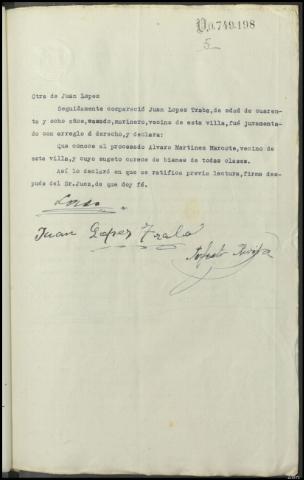 D.0.749.198
5
Otra de Juan Lopez
Seguidamente compareció Juan Lopez Trabo, de edad de cuaren-
ta y ocho años, casado, marinero, vecino de esta villa, fué juramenta-
do con arreglo á derecho, y declara:
Que conoce al procesado Alvaro Martinez Marcote, vecino de
esta villa, y cuyo sugeto carece de bienes de todas clases.
Asi lo declaró en que se ratifica previo lectura, firma des-
pués del Sr. Juez, de que doy fé.
Juan Lopez